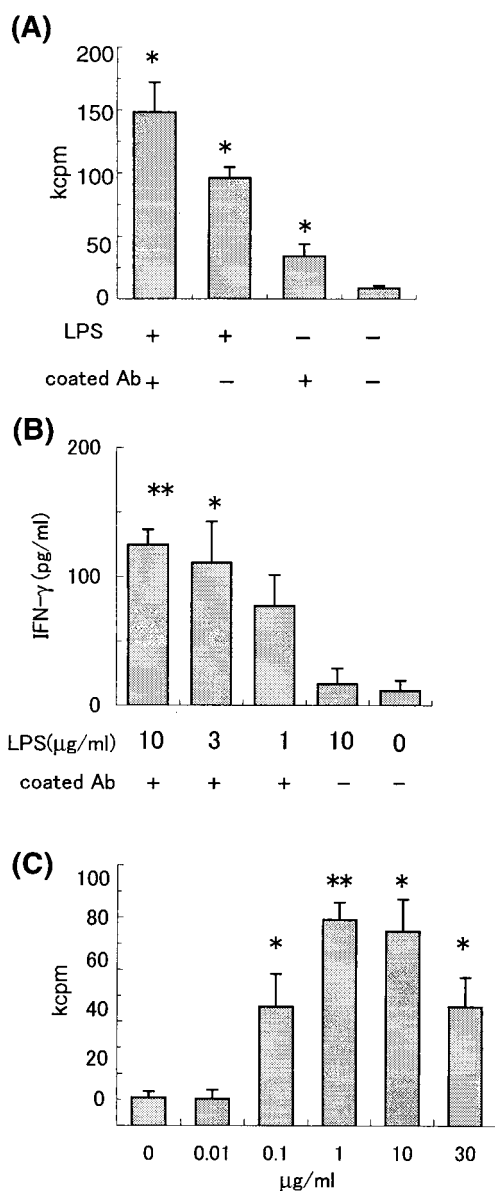 (A)
200
150
100
50
0
kcpm
* * *
LPS + + − −
coated Ab + − + −
(B)
200
100
0
IFN-γ (pg/ml)
** *
LPS(μg/ml) 10 3 1 10 0
coated Ab + + + − −
(C)
100
80
60
40
20
0
kcpm
* ** * *
0 0.01 0.1 1 10 30
μg/ml